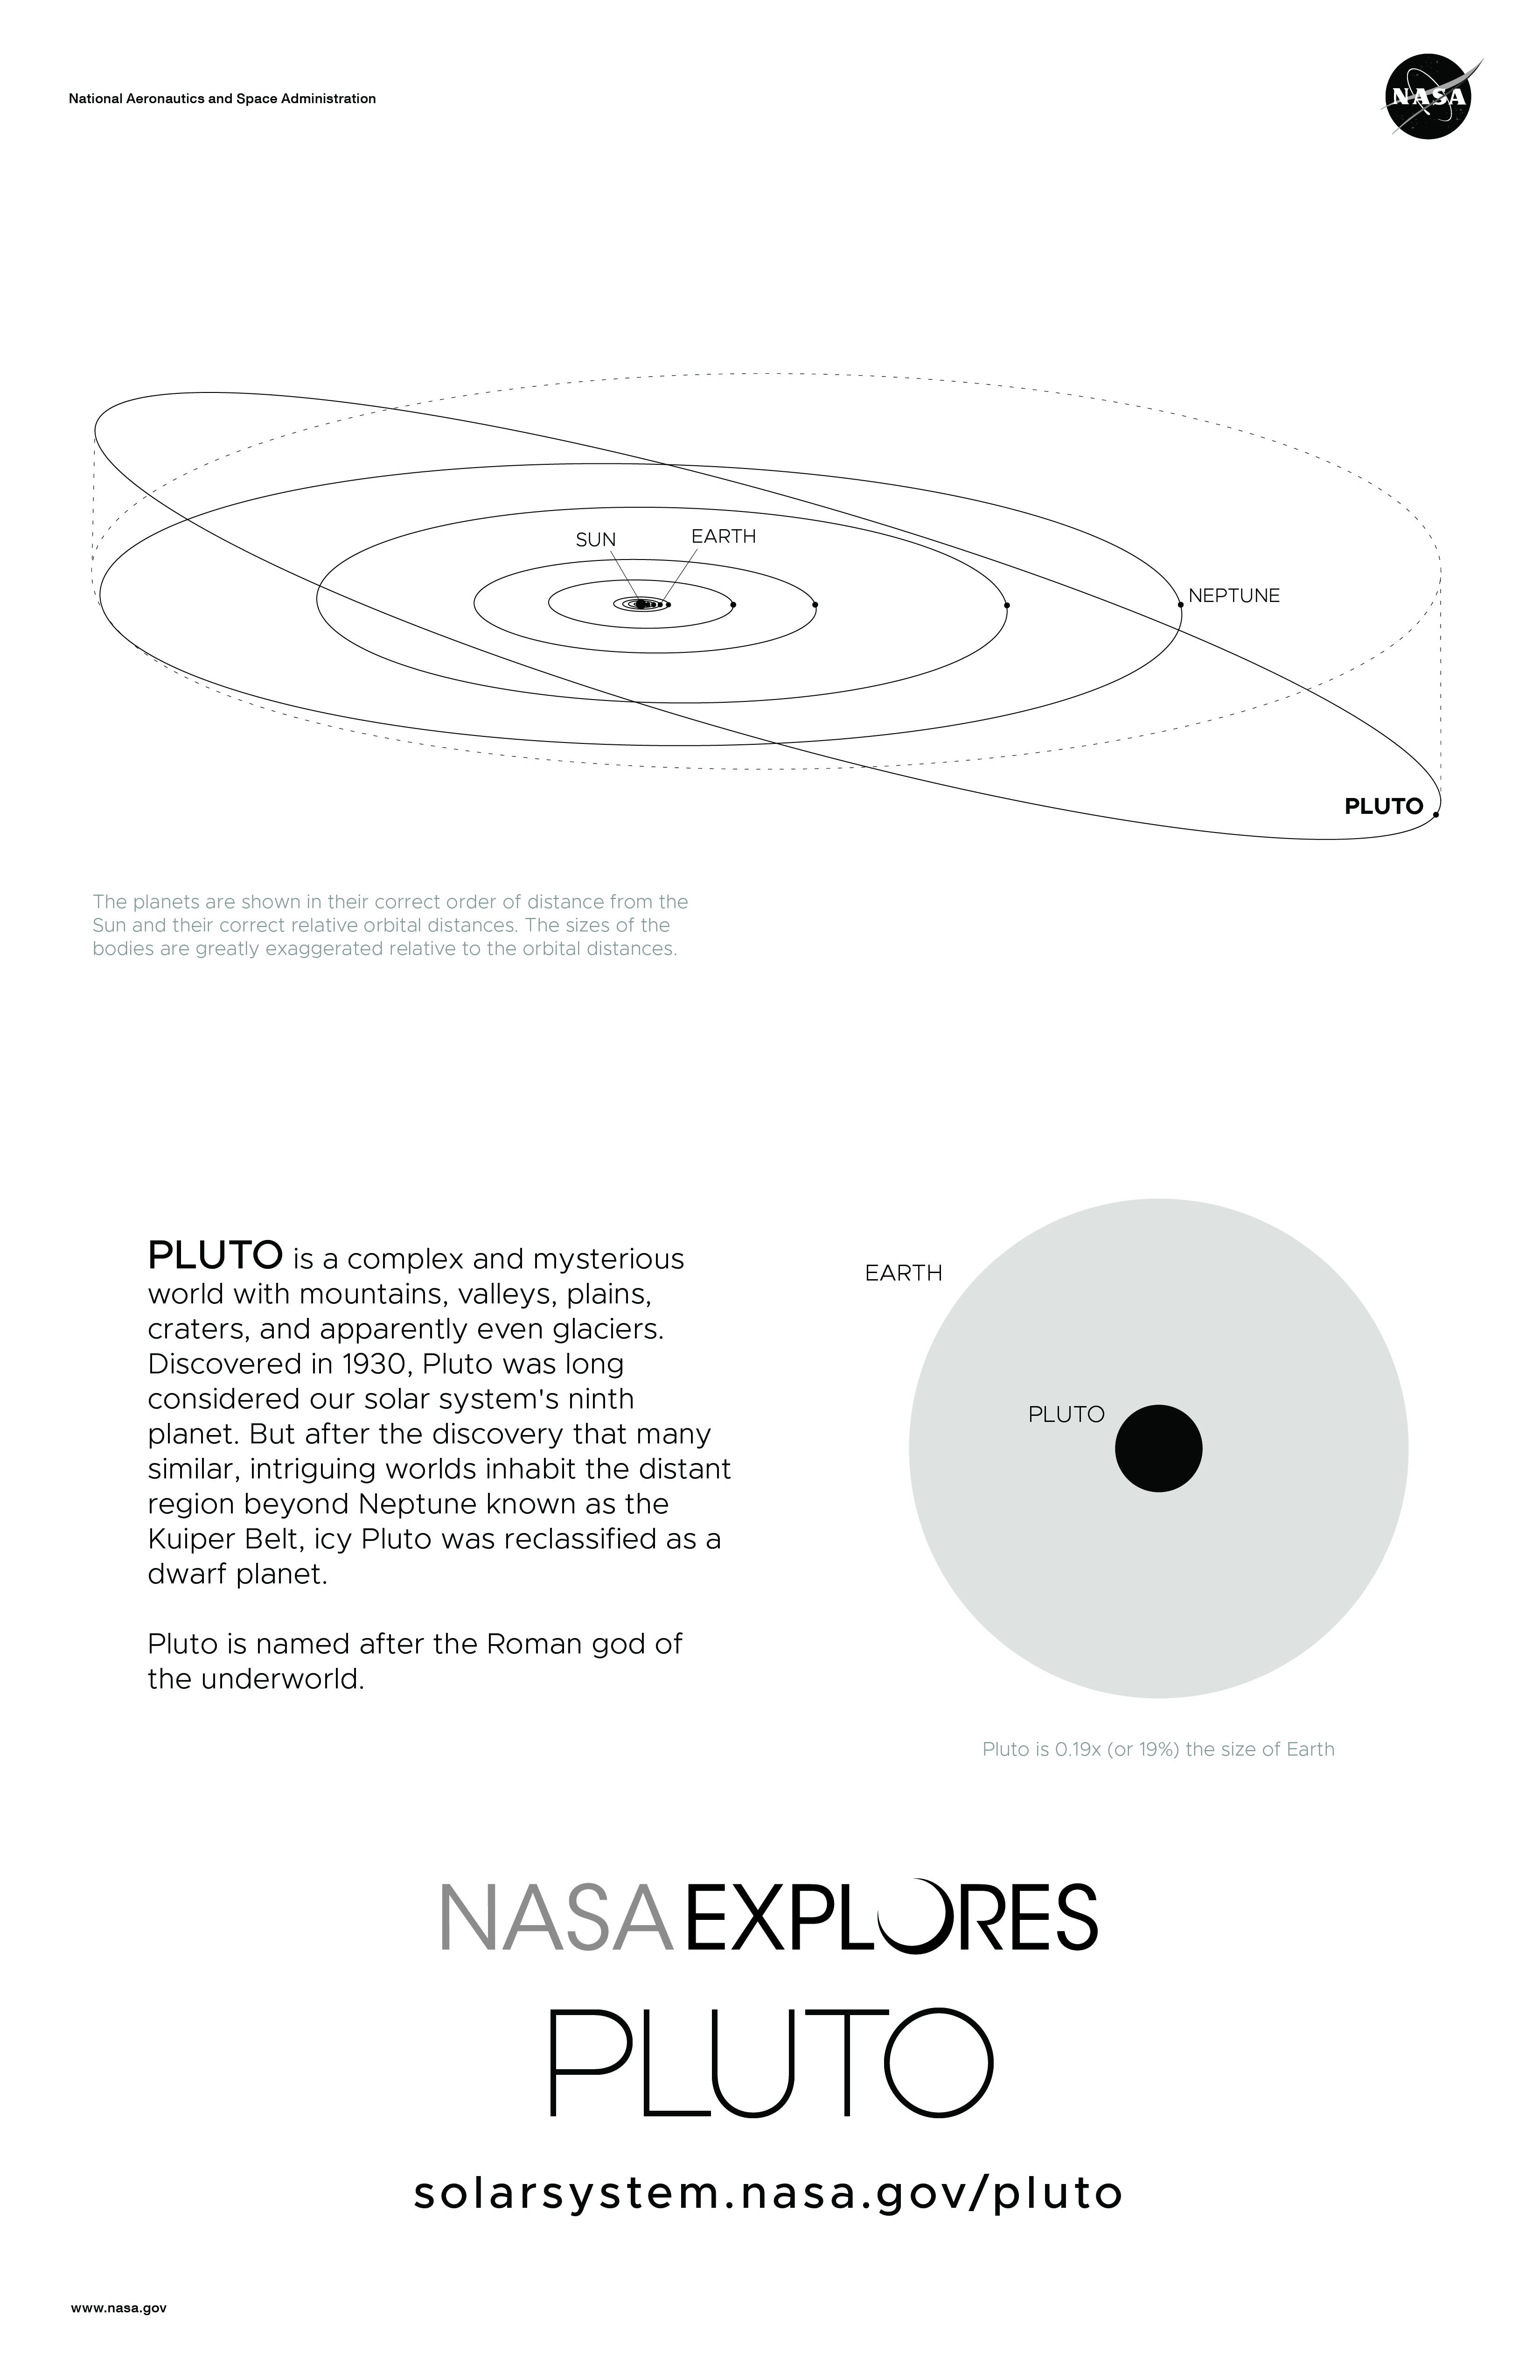 National Aeronautics and Space Administration
NASA
SUN
EARTH
NEPTUNE
PLUTO
The planets are shown in their correct order of distance from the
Sun and their correct relative orbital distances. The sizes of the
bodies are greatly exaggerated relative to the orbital distances.
PLUTO is a complex and mysterious
world with mountains, valleys, plains,
craters, and apparently even glaciers.
Discovered in 1930, Pluto was long
considered our solar system's ninth
planet. But after the discovery that many
similar, intriguing worlds inhabit the distant
region beyond Neptune known as the
Kuiper Belt, icy Pluto was reclassified as a
dwarf planet.
Pluto is named after the Roman god of
the underworld.
EARTH
PLUTO
Pluto is 0.19x (or 19%) the size of Earth
NASA EXPLORES
PLUTO
solarsystem.nasa.gov/pluto
www.nasa.gov